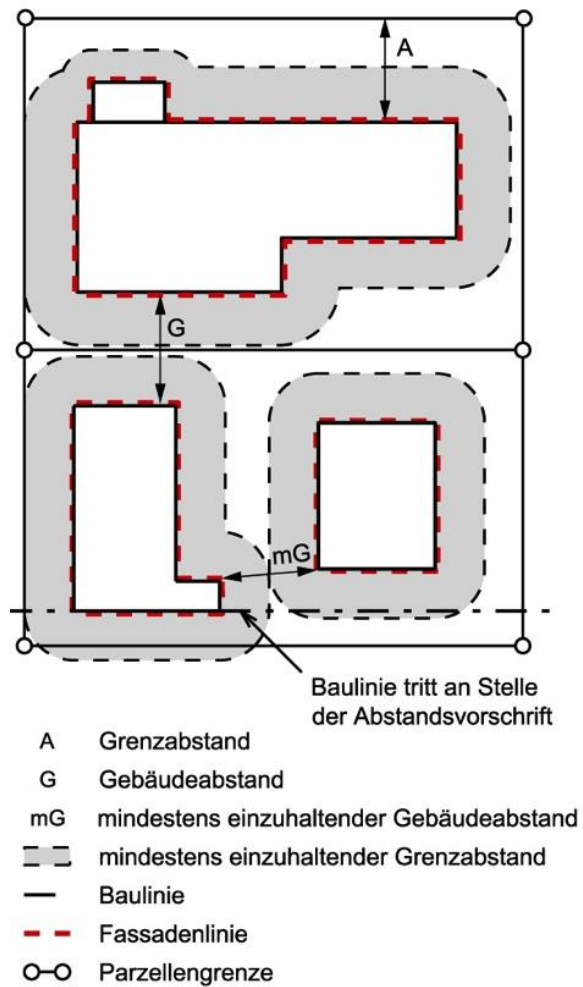 A
G
mG
Baulinie tritt an Stelle
der Abstandsvorschrift
A Grenzabstand
G Gebäudeabstand
mG mindestens einzuhaltender Gebäudeabstand
mindestens einzuhaltender Grenzabstand
Baulinie
Fassadenlinie
Parzellengrenze